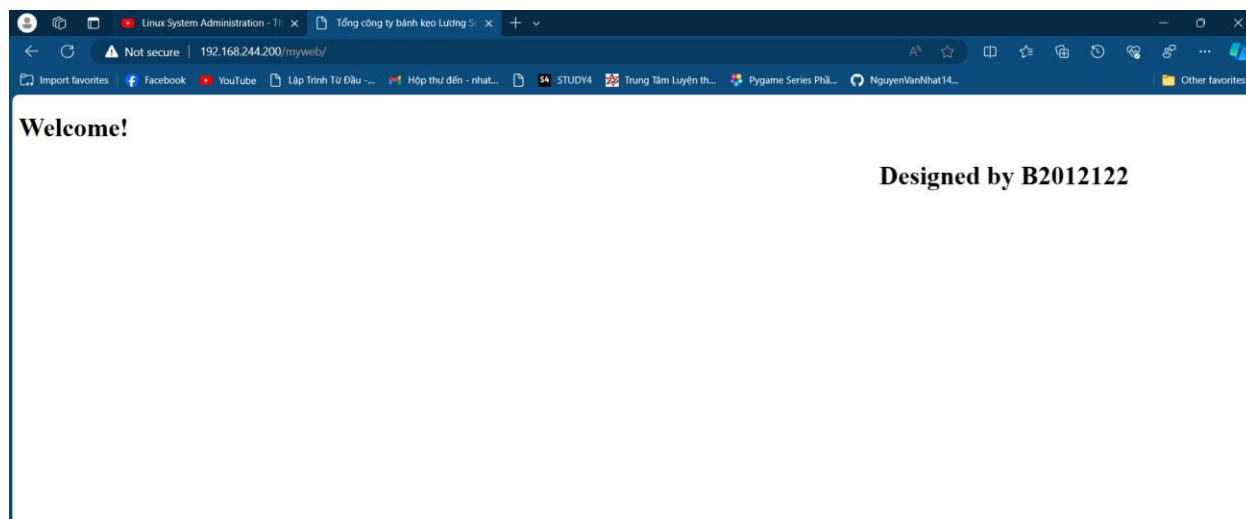 Linux System Administration - Th
Tổng công ty bánh kẹo Lương Sơ
Not secure 192.168.244.200/myweb/
Import favorites Facebook YouTube Lập Trình Từ Đầu -... Hộp thư đến - nhat... S4 STUDY4 Trung Tâm Luyện th... Pygame Series Phầ... NguyenVanNhat14... Other favorites
Welcome!
Designed by B2012122